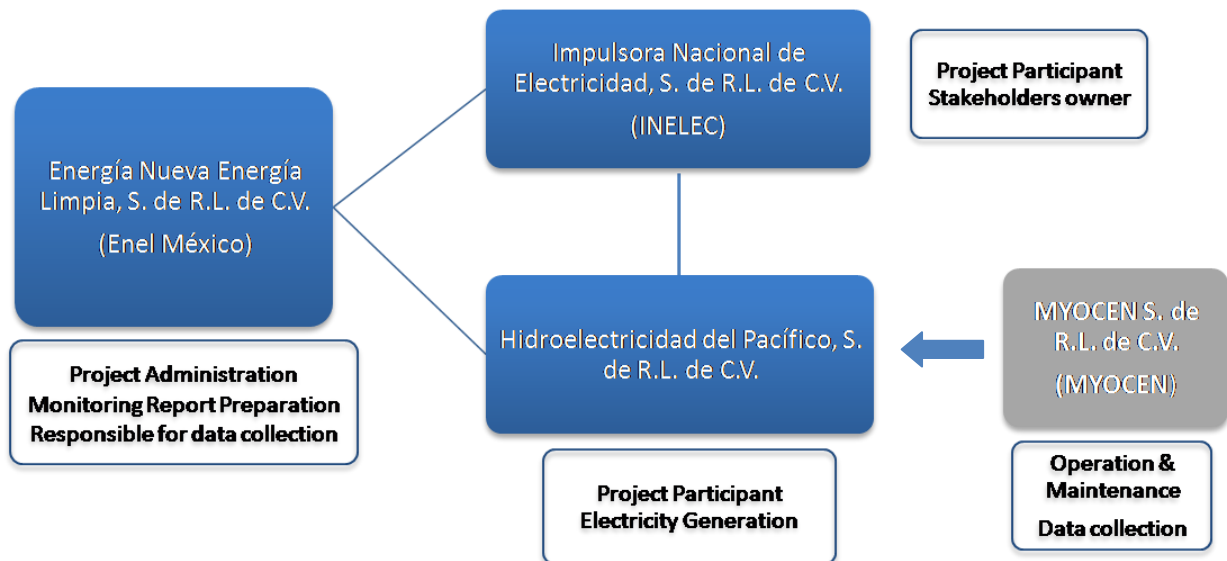 Impulsora Nacional de
Electricidad, S. de R.L. de C.V.
(INELEC)
Project Participant
Stakeholders owner
Energía Nueva Energía
Limpia, S. de R.L. de C.V.
(Enel México)
Project Administration
Monitoring Report Preparation
Responsible for data collection
Hidroelectricidad del Pacífico, S.
de R.L. de C.V.
Project Participant
Electricity Generation
MYOCEN S. de
R.L. de C.V.
(MYOCEN)
Operation &
Maintenance
Data collection